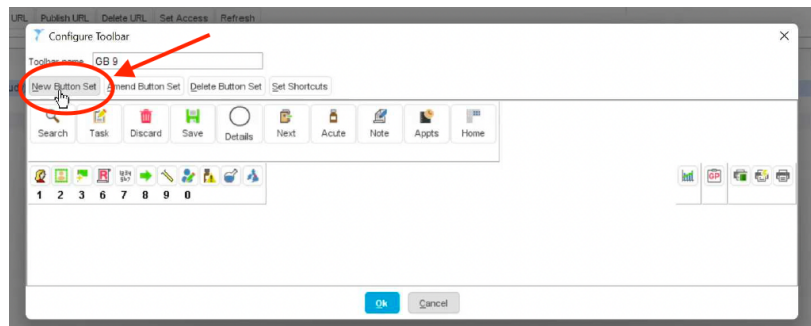 URL Publish URL Delete URL Set Access Refresh
Configure Toolbar
Toolbar name GB 9
New Button Set Amend Button Set Delete Button Set Set Shortcuts
Search Task Discard Save Details Next Acute Note Appts Home
GP
1 2 3 6 7 8 9 0
Ok Cancel